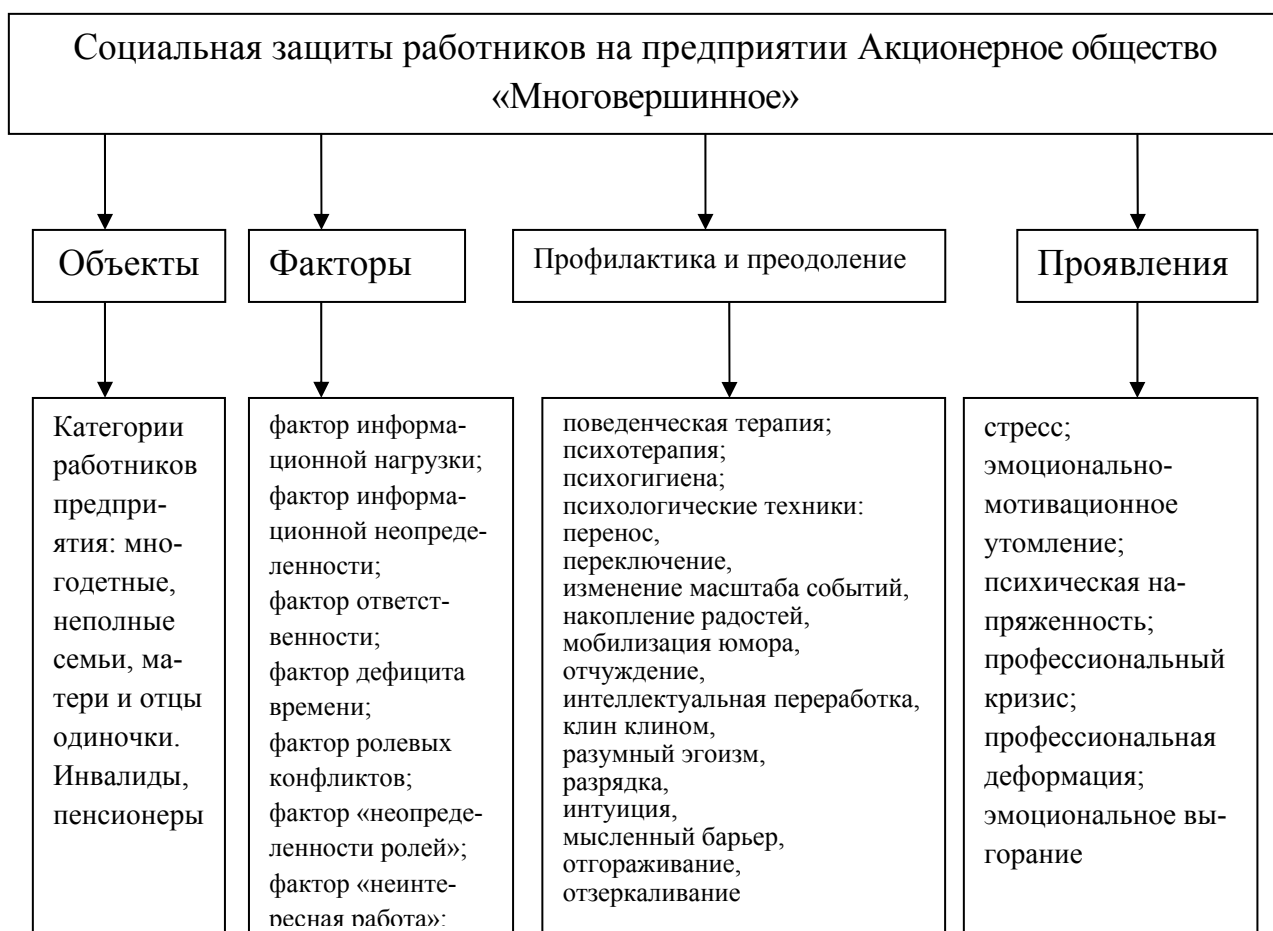 Социальная защиты работников на предприятии Акционерное общество
«Многовершинное»
Объекты
Факторы
Профилактика и преодоление
Проявления
Категории
работников
предпри-
ятия: мно-
годетные,
неполные
семьи, ма-
тери и отцы
одиночки.
Инвалиды,
пенсионеры
фактор информа-
ционной нагрузки;
фактор информа-
ционной неопреде-
ленности;
фактор ответст-
венности;
фактор дефицита
времени;
фактор ролевых
конфликтов;
фактор «неопреде-
ленности ролей»;
фактор «неинте-
ресная работа»;
поведенческая терапия;
психотерапия;
психогигиена;
психологические техники:
перенос,
переключение,
изменение масштаба событий,
накопление радостей,
мобилизация юмора,
отчуждение,
интеллектуальная переработка,
клин клином,
разумный эгоизм,
разрядка,
интуиция,
мысленный барьер,
отгораживание,
отзеркаливание
стресс;
эмоционально-
мотивационное
утомление;
психическая на-
пряженность;
профессиональный
кризис;
профессиональная
деформация;
эмоциональное вы-
горание